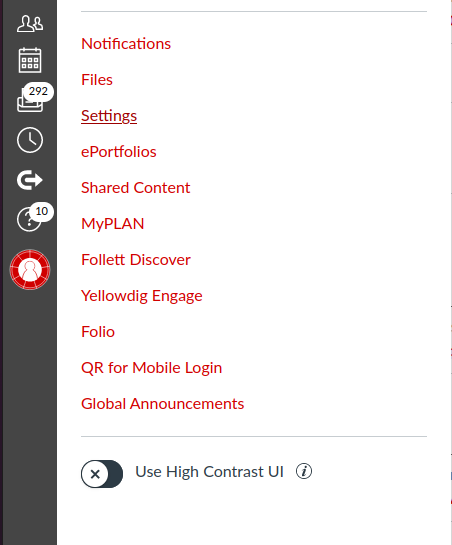 292
10
Notifications
Files
Settings
ePortfolios
Shared Content
MyPLAN
Follett Discover
Yellowdig Engage
Folio
QR for Mobile Login
Global Announcements
Use High Contrast UI